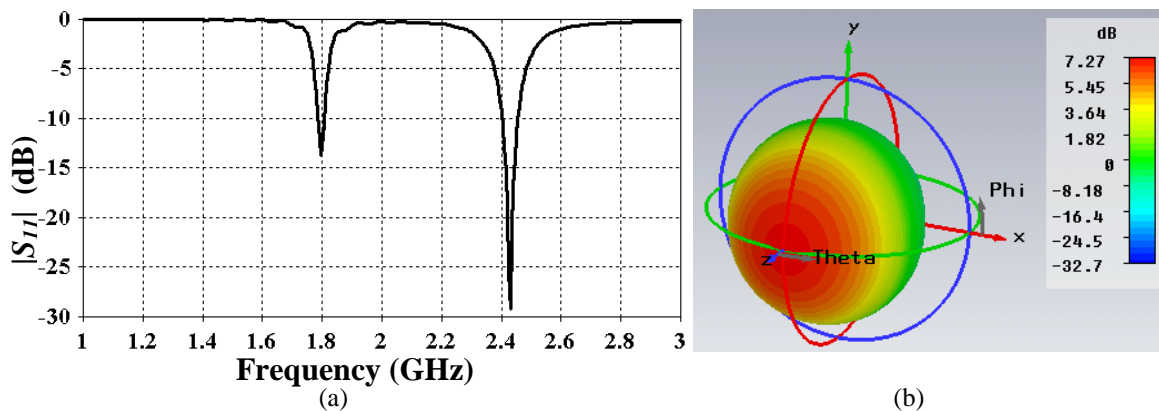 0
-5
-10
-15
-20
-25
-30
|S11| (dB)
1 1.2 1.4 1.6 1.8 2 2.2 2.4 2.6 2.8 3
Frequency (GHz)
(a)
y
x
z
Phi
Theta
dB
7.27
5.45
3.64
1.82
0
-8.18
-16.4
-24.5
-32.7
(b)